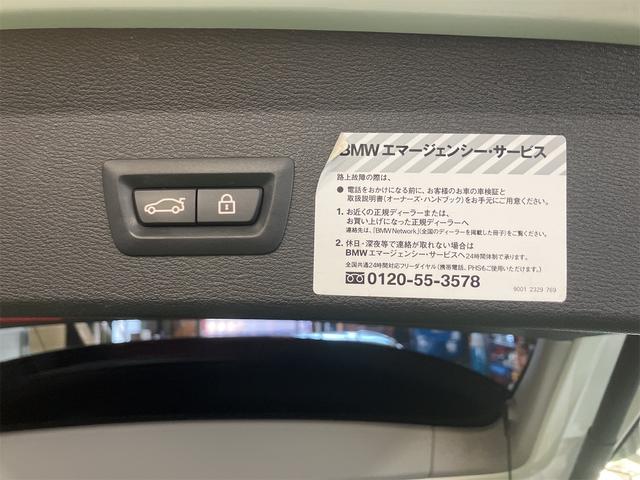 BMW エマージェンシー・サービス
路上故障の際は、
● 電話をおかけになる前に、お客様のお車の車検証と
取扱説明書(オーナーズ・ハンドブック)をお手元にご用意ください。
1. お近くの正規ディーラーまたは、
お買い上げになった正規ディーラーへ
連絡先は、「BMW Network」(全国のディーラーを掲載した冊子)をご覧ください。
2. 休日・深夜等で連絡が取れない場合は
BMWエマージェンシー・サービスへ24時間体制で承ります。
全国共通24時間対応フリーダイヤル(携帯電話、PHSもご使用いただけます。)
0120-55-3578
9001 2329 769